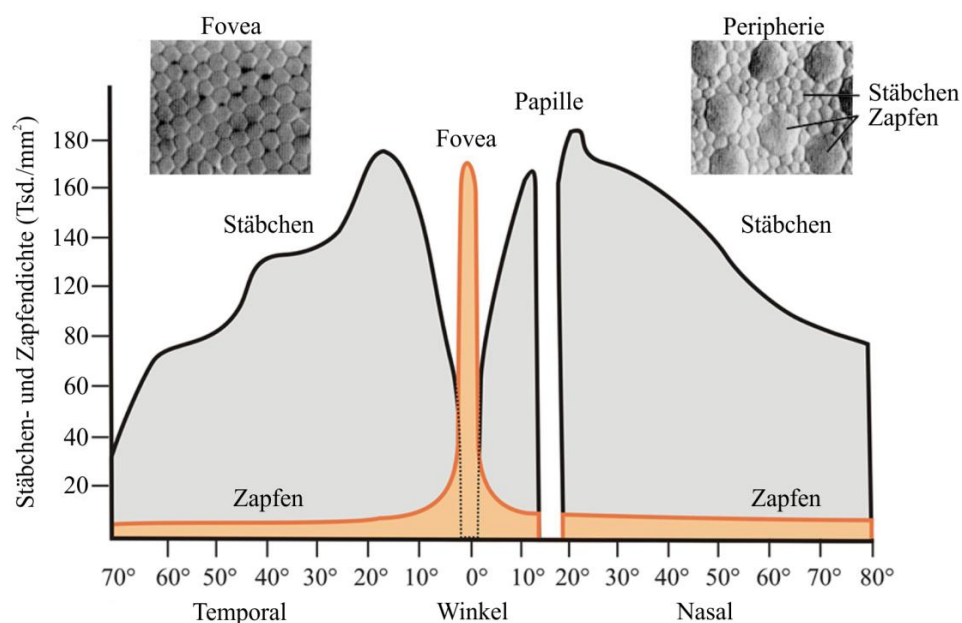 Fovea
Peripherie
Stäbchen
Zapfen
Papille
Fovea
Stäbchen
Stäbchen
Zapfen
Zapfen
Stäbchen- und Zapfendichte (Tsd./mm²)
180
160
140
120
100
80
60
40
20
70° 60° 50° 40° 30° 20° 10° 0° 10° 20° 30° 40° 50° 60° 70° 80°
Temporal Winkel Nasal